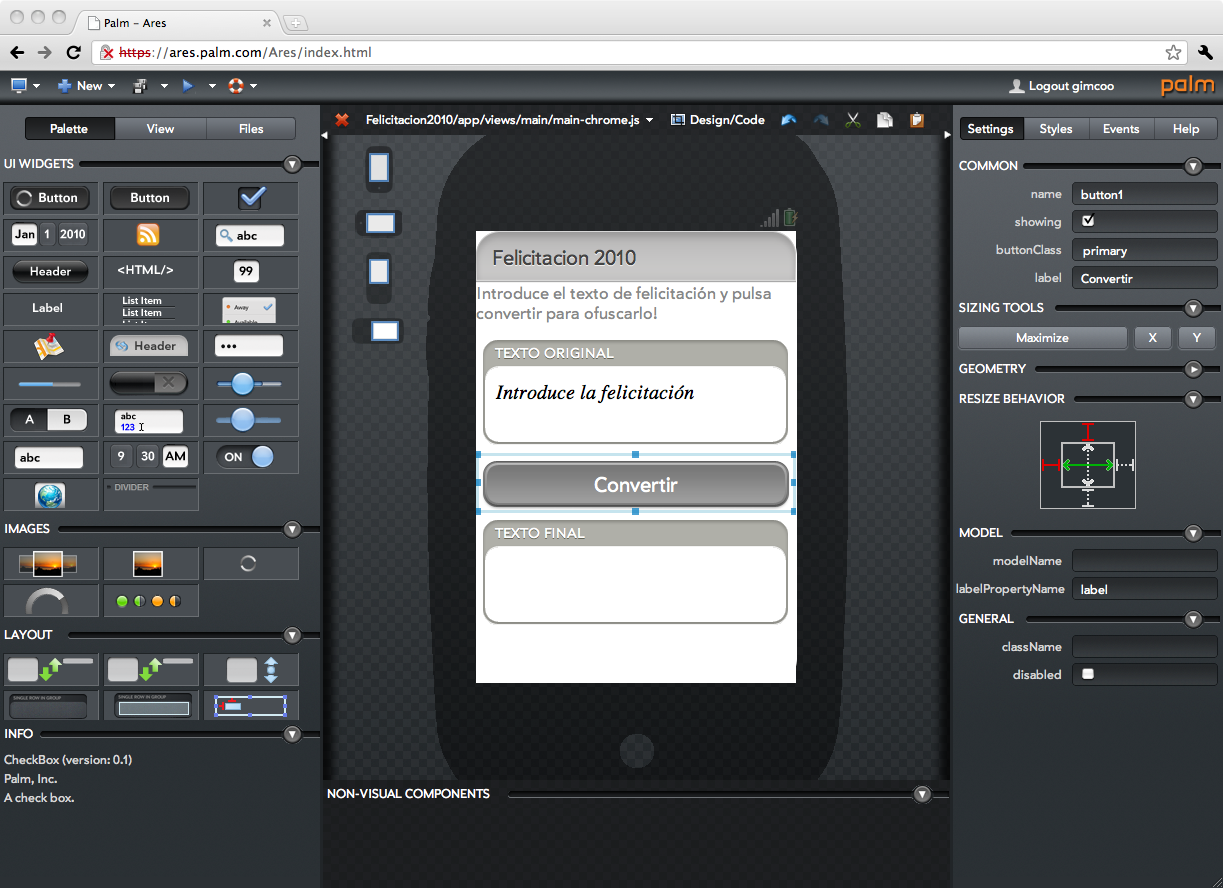 Palm – Ares
https://ares.palm.com/Ares/index.html
New
Logout gimcoo
palm
Palette View Files
UI WIDGETS
Button Button
Jan 1 2010 abc
Header <HTML/> 99
Label
List Item
List Item
Away
Header •••
A B
abc
123
abc 9 30 AM ON
DIVIDER
IMAGES
LAYOUT
SINGLE ROW IN GROUP SINGLE ROW IN GROUP
INFO
CheckBox (version: 0.1)
Palm, Inc.
A check box.
Felicitacion2010/app/views/main/main-chrome.js Design/Code
Felicitacion 2010
Introduce el texto de felicitación y pulsa
convertir para ofuscarlo!
TEXTO ORIGINAL
Introduce la felicitación
Convertir
TEXTO FINAL
NON-VISUAL COMPONENTS
Settings Styles Events Help
COMMON
name button1
showing
buttonClass primary
label Convertir
SIZING TOOLS
Maximize X Y
GEOMETRY
RESIZE BEHAVIOR
MODEL
modelName
labelPropertyName label
GENERAL
className
disabled